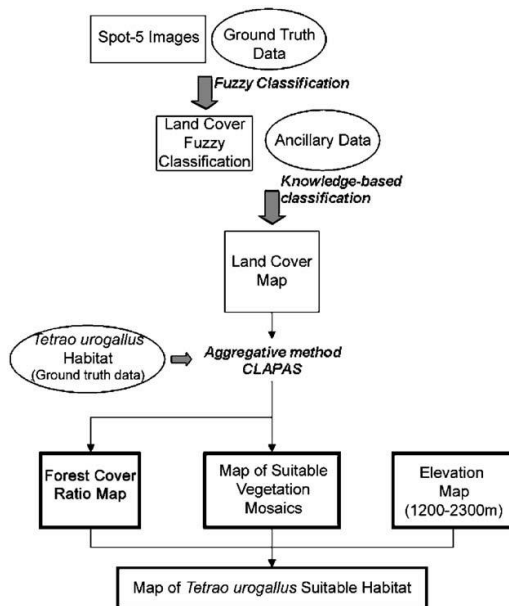 Spot-5 Images
Ground Truth
Data
Fuzzy Classification
Land Cover
Fuzzy
Classification
Ancillary Data
Knowledge-based
classification
Land Cover
Map
Tetrao urogallus
Habitat
(Ground truth data)
Aggregative method
CLAPAS
Forest Cover
Ratio Map
Map of Suitable
Vegetation
Mosaics
Elevation
Map
(1200-2300m)
Map of Tetrao urogallus Suitable Habitat